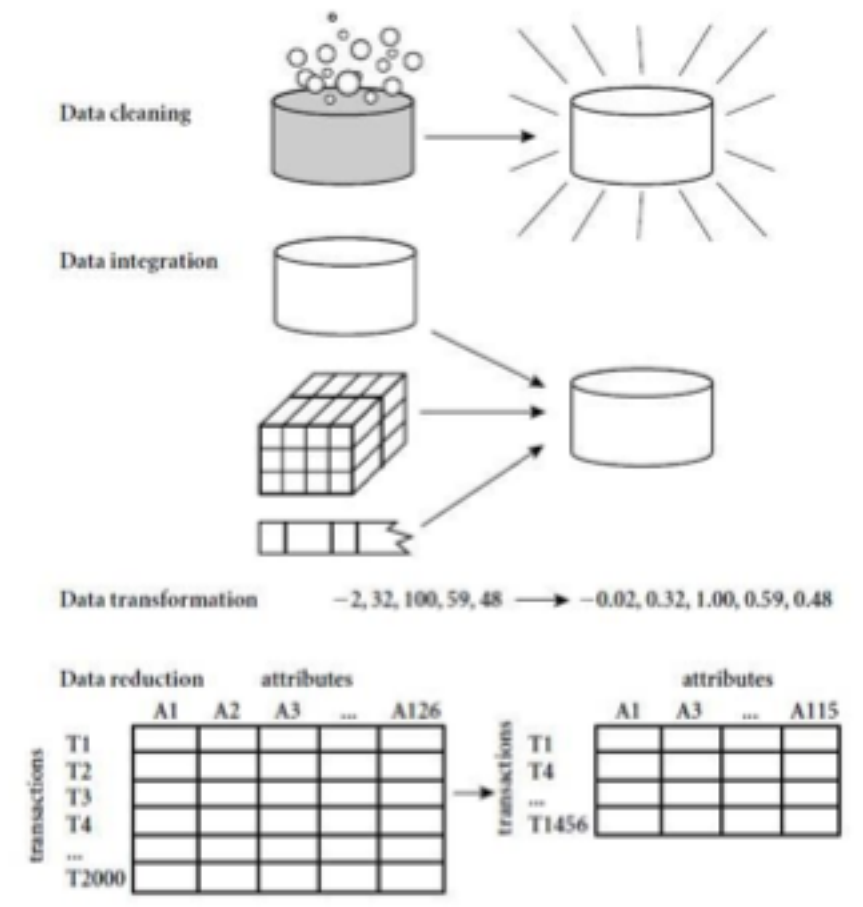 Data cleaning
Data integration
Data transformation −2, 32, 100, 59, 48 −0.02, 0.32, 1.00, 0.59, 0.48
Data reduction attributes
A1 A2 A3 ... A126
transactions
T1
T2
T3
T4
...
T2000
attributes
A1 A3 ... A115
transactions
T1
T4
...
T1456